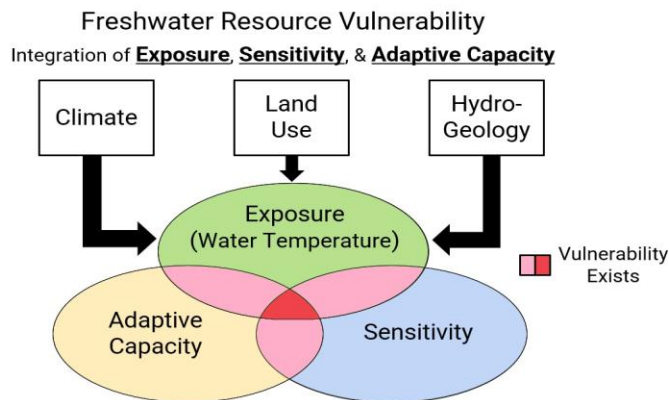 Freshwater Resource Vulnerability
Integration of Exposure, Sensitivity, & Adaptive Capacity
Climate
Land
Use
Hydro-
Geology
Exposure
(Water Temperature)
Vulnerability
Exists
Adaptive
Capacity
Sensitivity